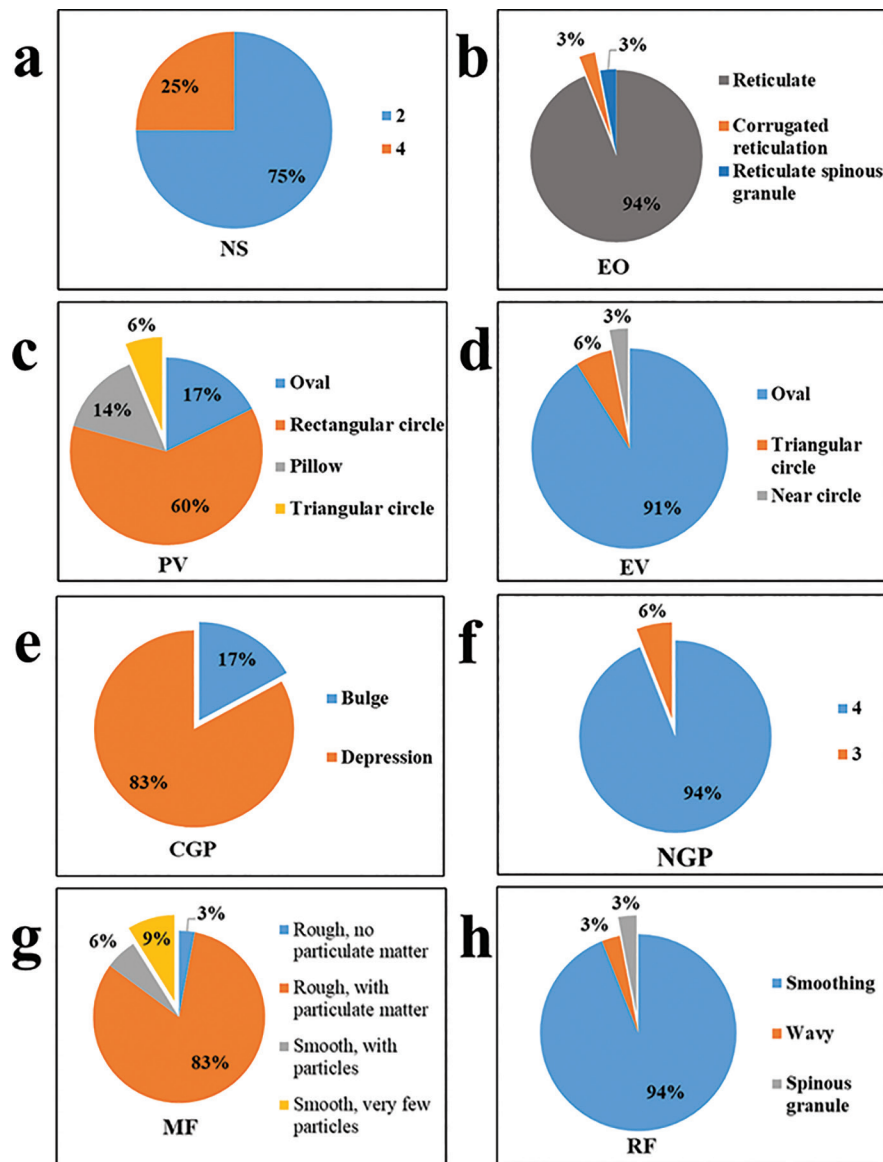 a
25%
75%
2
4
NS
b
3%
3%
94%
Reticulate
Corrugated
reticulation
Reticulate spinous
granule
EO
c
6%
17%
14%
60%
Oval
Rectangular circle
Pillow
Triangular circle
PV
d
3%
6%
91%
Oval
Triangular
circle
Near circle
EV
e
17%
83%
Bulge
Depression
CGP
f
6%
94%
4
3
NGP
g
3%
9%
6%
83%
Rough, no
particulate matter
Rough, with
particulate matter
Smooth, with
particles
Smooth, very few
particles
MF
h
3%
3%
94%
Smoothing
Wavy
Spinous
granule
RF